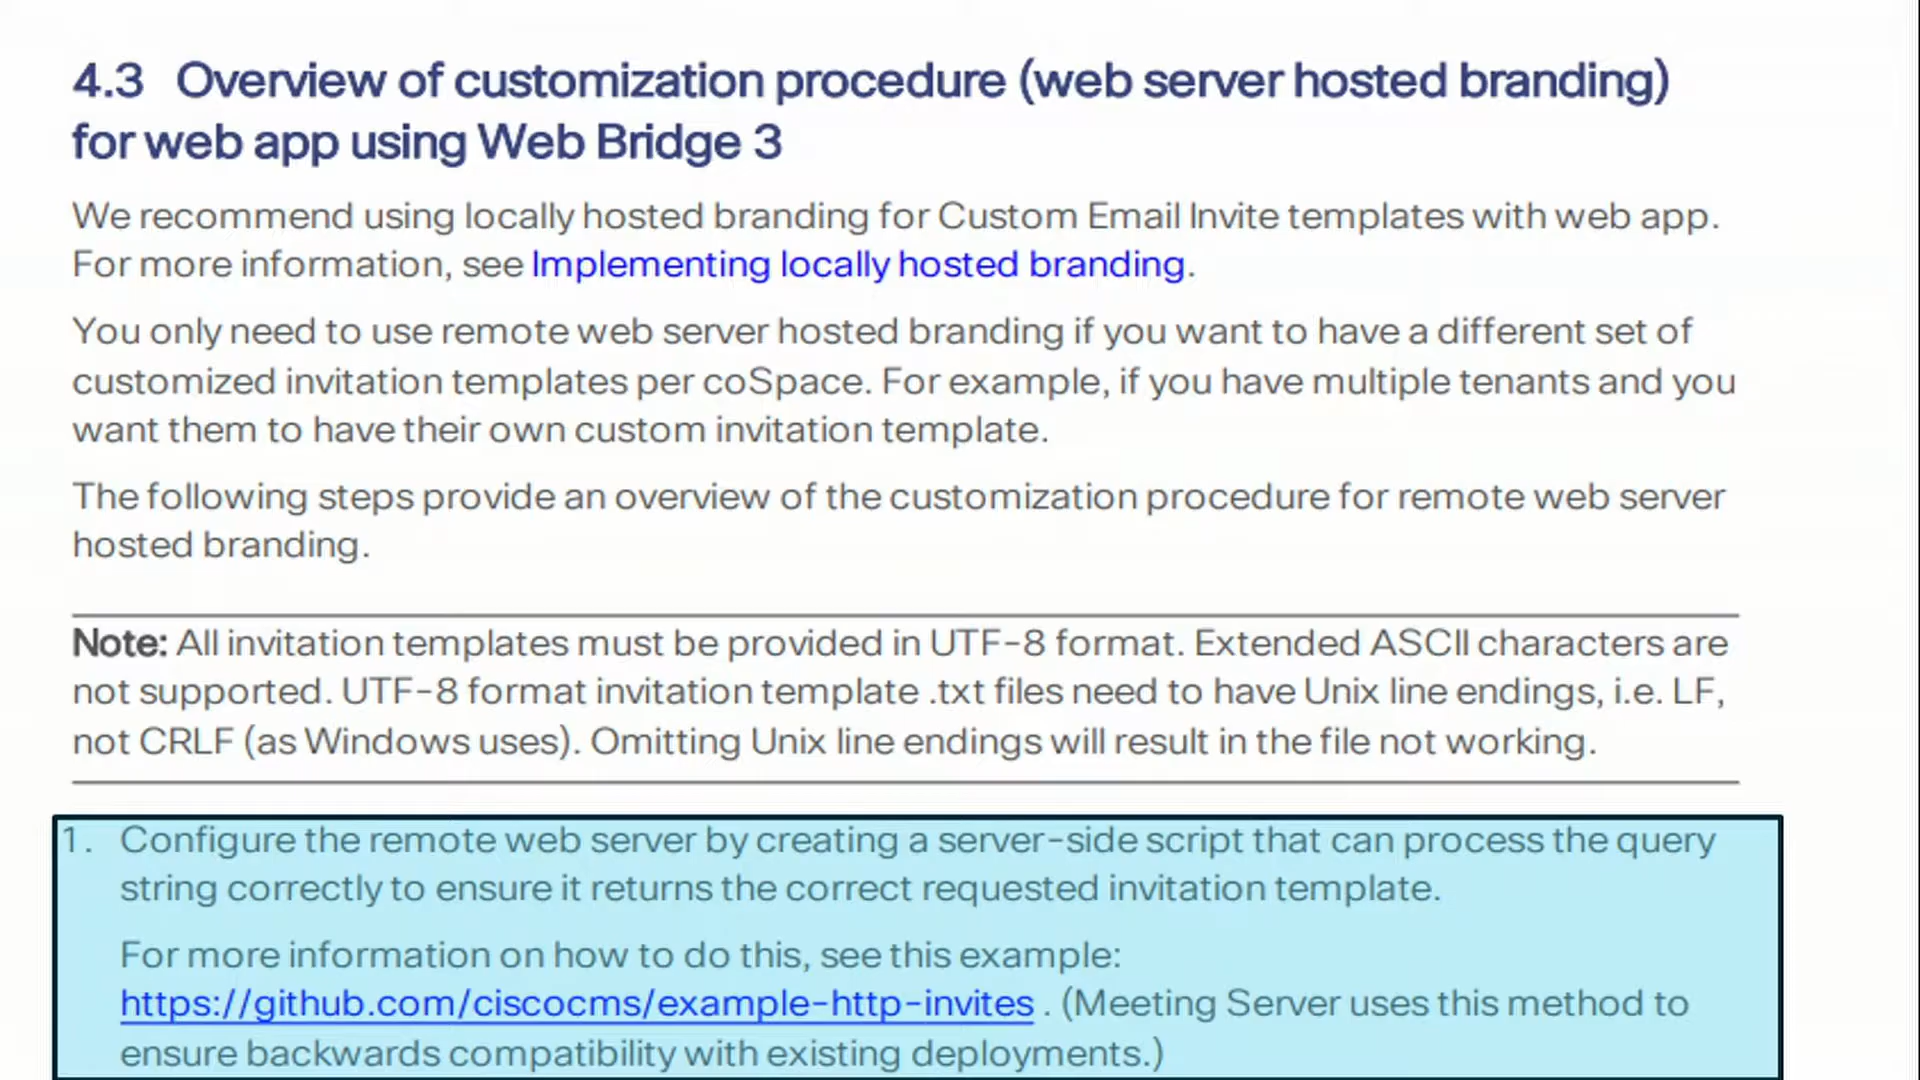 4.3 Overview of customization procedure (web server hosted branding)
for web app using Web Bridge 3
We recommend using locally hosted branding for Custom Email Invite templates with web app.
For more information, see Implementing locally hosted branding.
You only need to use remote web server hosted branding if you want to have a different set of
customized invitation templates per coSpace. For example, if you have multiple tenants and you
want them to have their own custom invitation template.
The following steps provide an overview of the customization procedure for remote web server
hosted branding.
Note: All invitation templates must be provided in UTF-8 format. Extended ASCII characters are
not supported. UTF-8 format invitation template .txt files need to have Unix line endings, i.e. LF,
not CRLF (as Windows uses). Omitting Unix line endings will result in the file not working.
1. Configure the remote web server by creating a server-side script that can process the query
string correctly to ensure it returns the correct requested invitation template.
For more information on how to do this, see this example:
https://github.com/ciscocms/example-http-invites . (Meeting Server uses this method to
ensure backwards compatibility with existing deployments.)